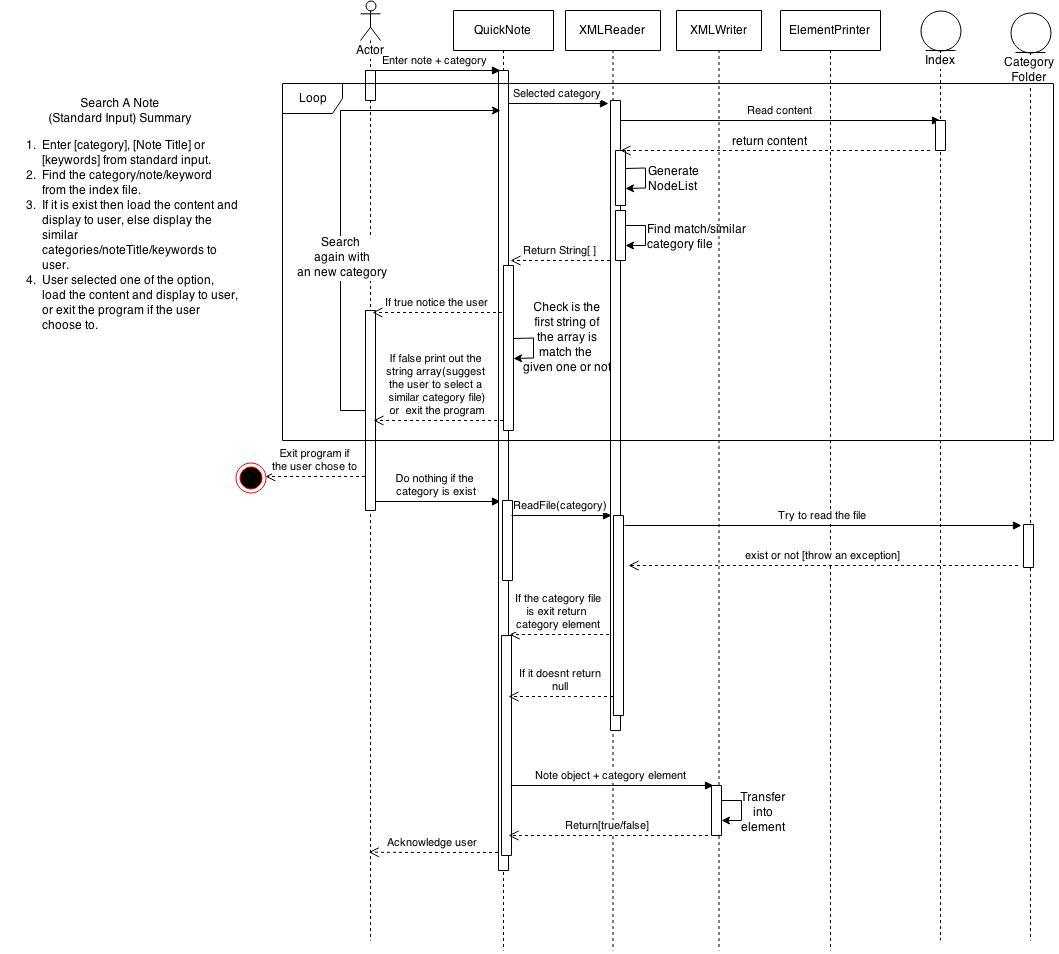 QuickNote
XMLReader
XMLWriter
ElementPrinter
Actor
Index
Category
Folder
Enter note + category
Search A Note
(Standard Input) Summary
1. Enter [category], [Note Title] or
[keywords] from standard input.
2. Find the category/note/keyword
from the index file.
3. If it is exist then load the content and
display to user, else display the
similar
categories/noteTitle/keywords to
user.
4. User selected one of the option,
load the content and display to user,
or exit the program if the user
choose to.
Loop
Selected category
Read content
return content
Generate
NodeList
Find match/similar
category file
Return String[ ]
Search
again with
an new category
If true notice the user
Check is the
first string of
the array is
match the
given one or not
If false print out the
string array(suggest
the user to select a
similar category file)
or exit the program
Exit program if
the user chose to
Do nothing if the
category is exist
ReadFile(category)
Try to read the file
exist or not [throw an exception]
If the category file
is exit return
category element
If it doesnt return
null
Note object + category element
Transfer
into
element
Return[true/false]
Acknowledge user